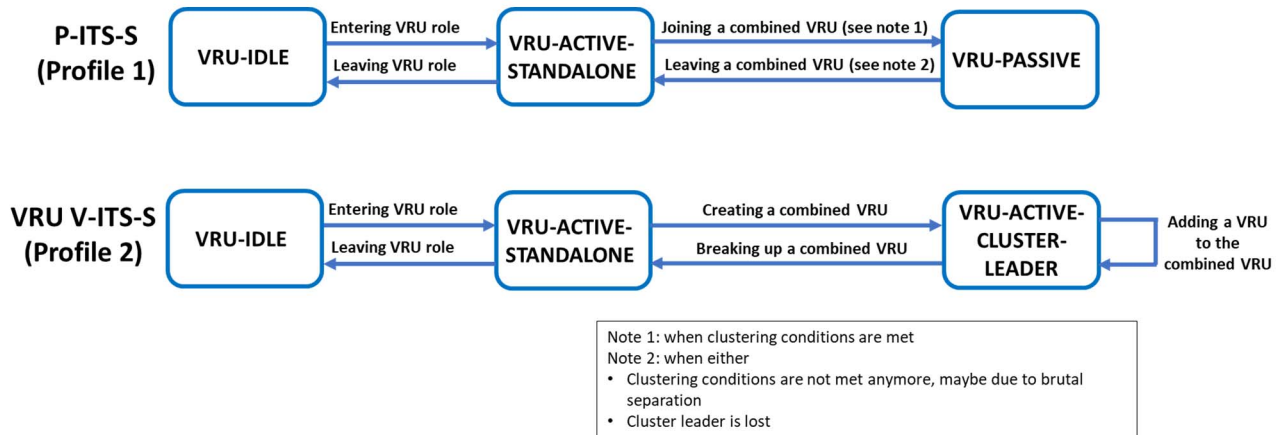 P-ITS-S
(Profile 1)
VRU-IDLE
Entering VRU role
Leaving VRU role
VRU-ACTIVE-
STANDALONE
Joining a combined VRU (see note 1)
Leaving a combined VRU (see note 2)
VRU-PASSIVE
VRU V-ITS-S
(Profile 2)
VRU-IDLE
Entering VRU role
Leaving VRU role
VRU-ACTIVE-
STANDALONE
Creating a combined VRU
Breaking up a combined VRU
VRU-ACTIVE-
CLUSTER-
LEADER
Adding a VRU
to the
combined VRU
Note 1: when clustering conditions are met
Note 2: when either
• Clustering conditions are not met anymore, maybe due to brutal
separation
• Cluster leader is lost